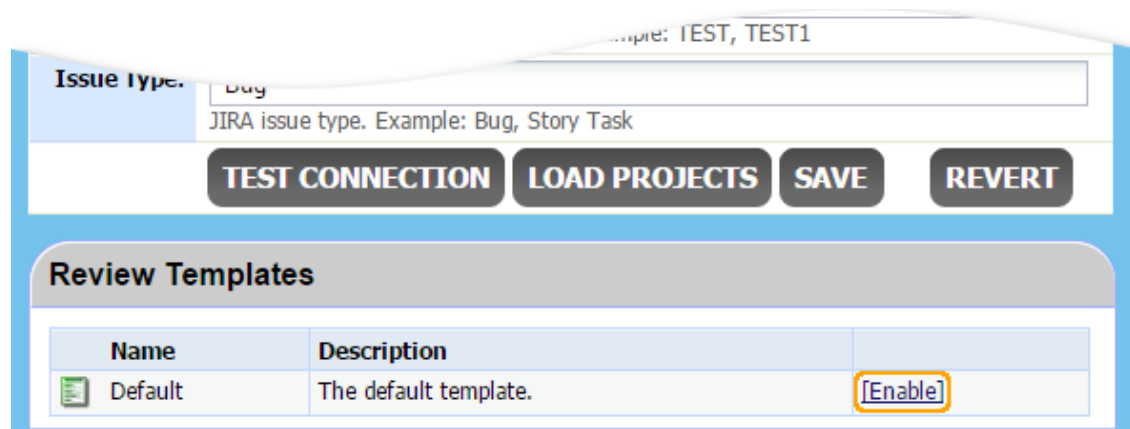 TEST, TEST1
Issue Type:
Bug
JIRA issue type. Example: Bug, Story Task
TEST CONNECTION LOAD PROJECTS SAVE REVERT
Review Templates
Name Description
Default The default template. [Enable]